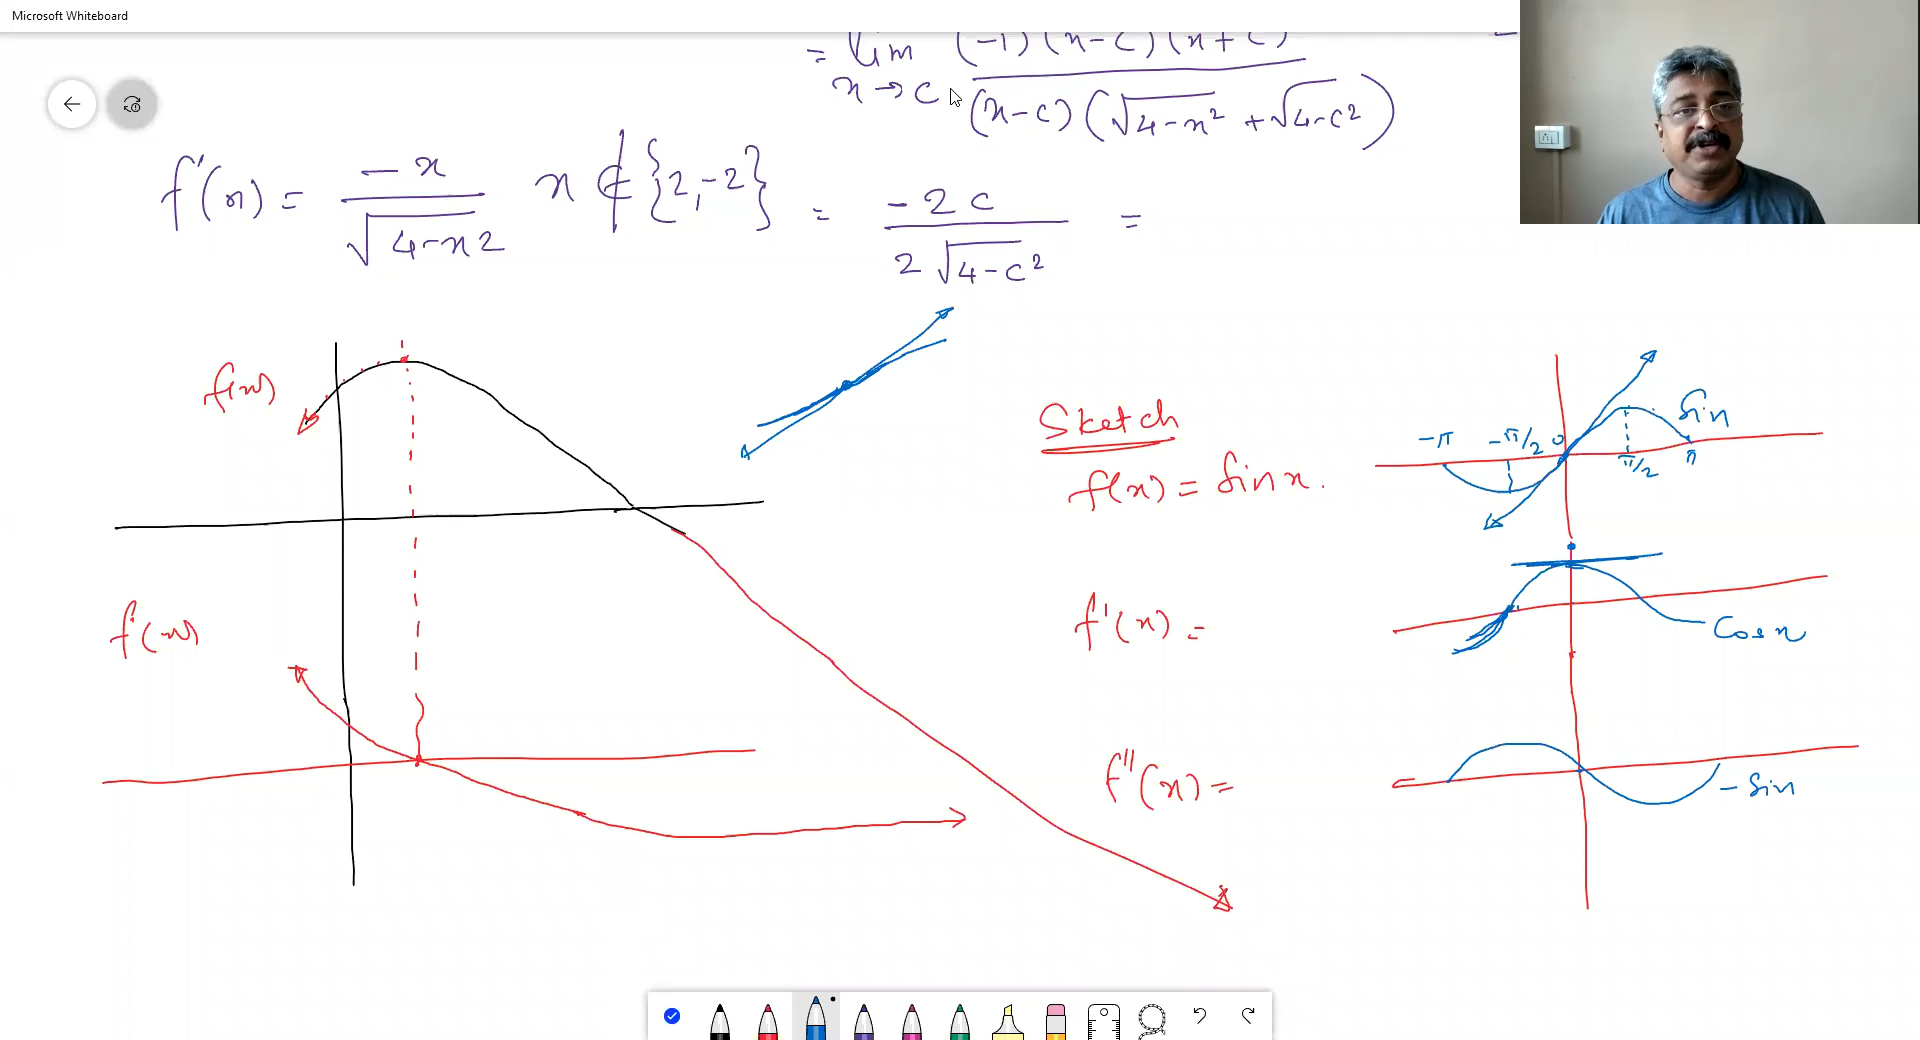 Microsoft Whiteboard
= lim (-1)(x-c)(x+c)
x→c (x-c)(√4-x² + √4-c²)
f'(x) = -x / √4-x2 x ∉ {2,-2} = -2c / 2√4-c² =
f(x)
Sketch
f(x) = Sin x.
Sin
-π -π/2 0 π/2 π
f'(x)
f'(x) =
Cos x
f''(x) =
- Sin